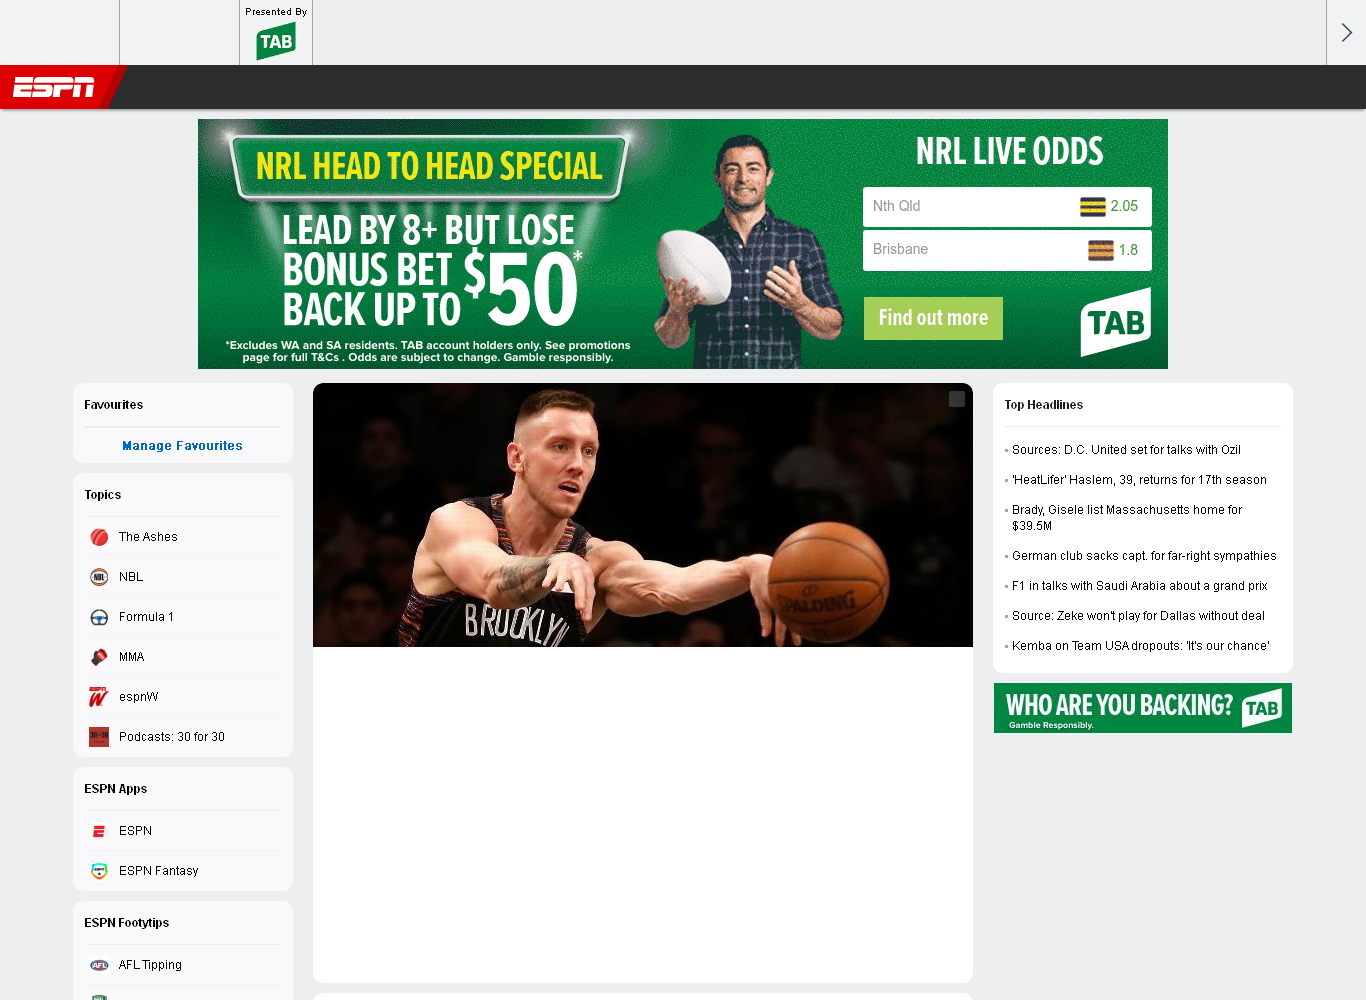 Presented By
TAB
ESPN
NRL HEAD TO HEAD SPECIAL
LEAD BY 8+ BUT LOSE
BONUS BET $50*
BACK UP TO
*Excludes WA and SA residents. TAB account holders only. See promotions
page for full T&Cs . Odds are subject to change. Gamble responsibly.
NRL LIVE ODDS
Nth Qld 2.05
Brisbane 1.8
Find out more
TAB
Favourites
Manage Favourites
Topics
The Ashes
NBL
NBL
Formula 1
MMA
espnW
Podcasts: 30 for 30
ESPN Apps
ESPN
ESPN Fantasy
ESPN Footytips
AFL
AFL Tipping
BROOKLYN
SPALDING
Top Headlines
Sources: D.C. United set for talks with Ozil
'HeatLifer' Haslem, 39, returns for 17th season
Brady, Gisele list Massachusetts home for
$39.5M
German club sacks capt. for far-right sympathies
F1 in talks with Saudi Arabia about a grand prix
Source: Zeke won't play for Dallas without deal
Kemba on Team USA dropouts: 'It's our chance'
WHO ARE YOU BACKING?
TAB
Gamble Responsibly.